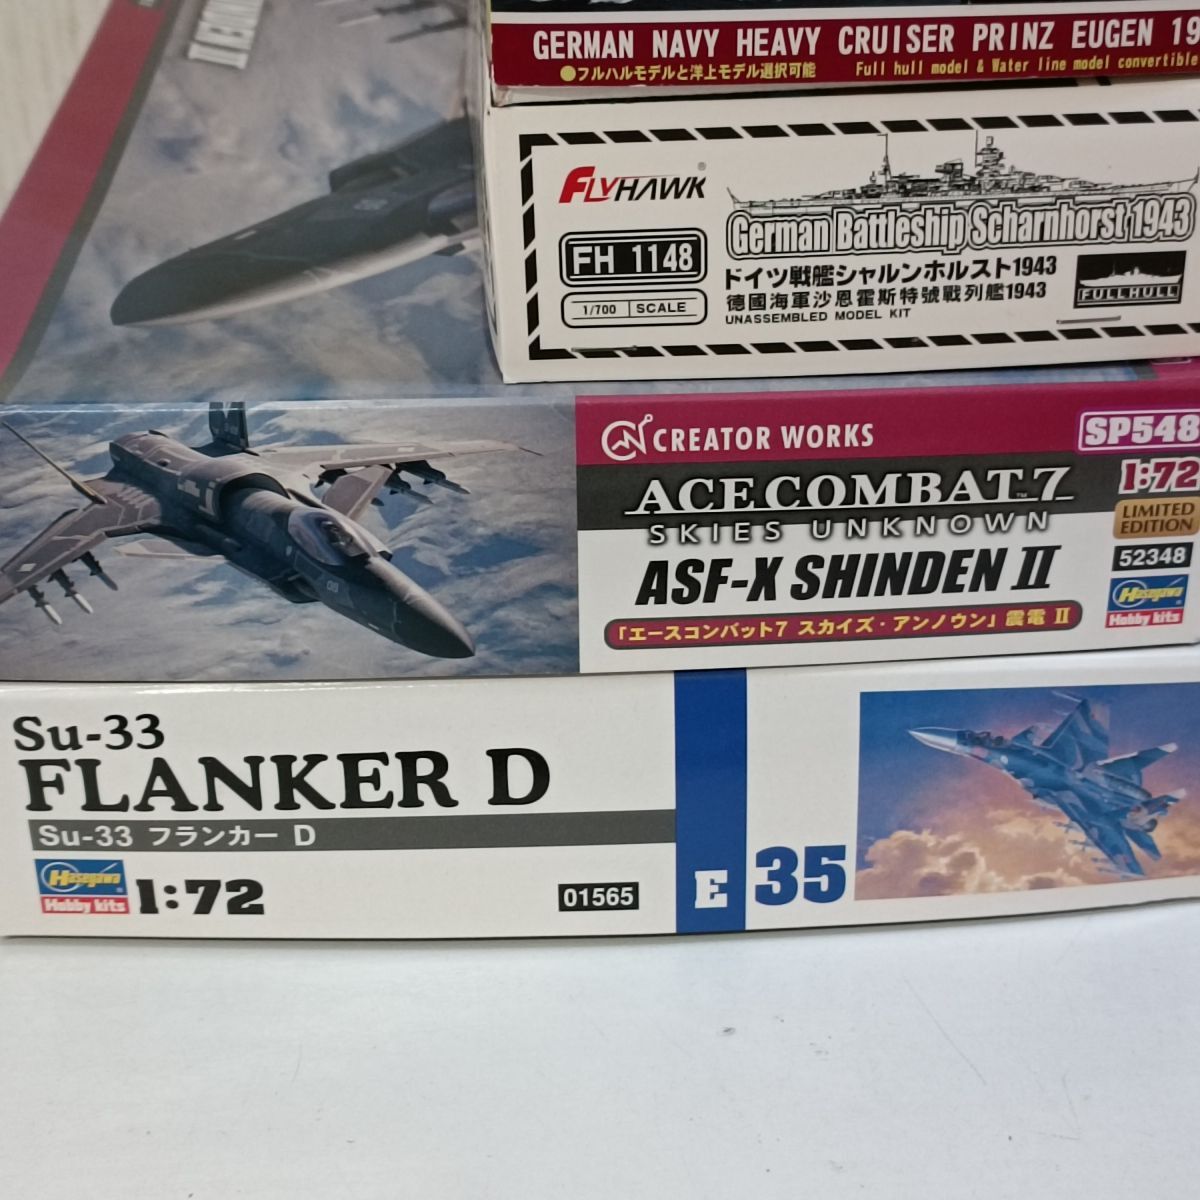 GERMAN NAVY HEAVY CRUISER PRINZ EUGEN 19
●フルハルモデルと洋上モデル選択可能
Full hull model & Water line model convertible
FLYHAWK®
German Battleship Scharnhorst 1943
FH 1148
ドイツ戦艦シャルンホルスト1943
1/700 SCALE
德國海軍沙恩霍斯特號戰列艦1943
FULL HULL
UNASSEMBLED MODEL KIT
CREATOR WORKS
SP548
ACE COMBAT™ 7
1:72
SKIES UNKNOWN
LIMITED EDITION
ASF-X SHINDEN II
52348
「エースコンバット7 スカイズ・アンノウン」 震電 II
Hasegawa
Hobby kits
Su-33
FLANKER D
Su-33 フランカー D
Hasegawa
Hobby kits
1:72
01565
E 35